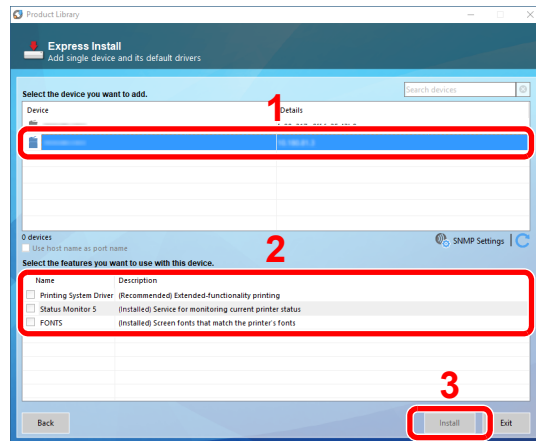 Product Library
Express Install
Add single device and its default drivers
Select the device you want to add.
Search devices
1
Device Details
0 devices
Use host name as port name
SNMP Settings
2
Select the features you want to use with this device.
Name Description
Printing System Driver (Recommended) Extended-functionality printing
Status Monitor 5 (Installed) Service for monitoring current printer status
FONTS (Installed) Screen fonts that match the printer's fonts
3
Back Install Exit